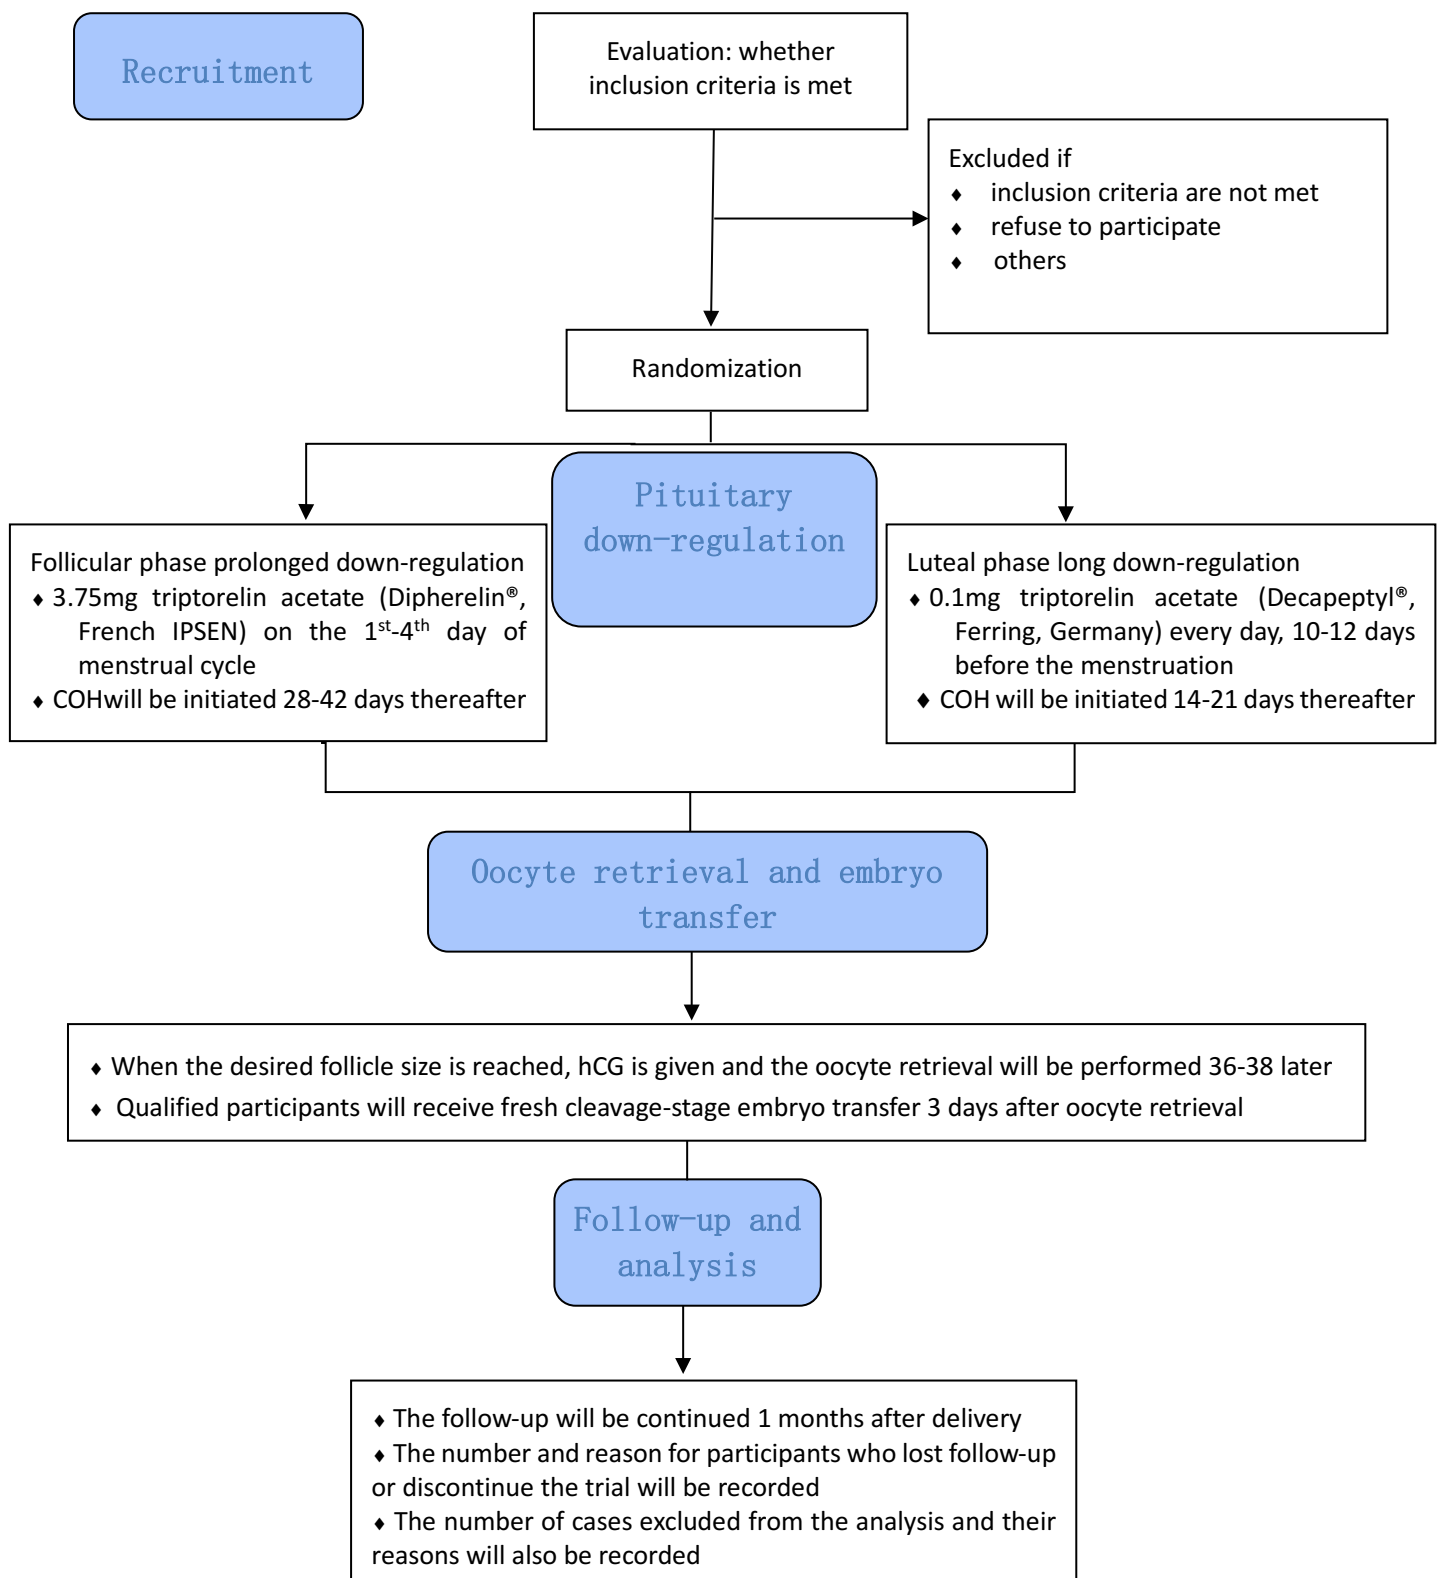 Recruitment
Evaluation: whether
inclusion criteria is met
Excluded if
♦ inclusion criteria are not met
♦ refuse to participate
♦ others
Randomization
Pituitary
down-regulation
Follicular phase prolonged down-regulation
♦ 3.75mg triptorelin acetate (Dipherelin®,
French IPSEN) on the 1st-4th day of
menstrual cycle
♦ COHwill be initiated 28-42 days thereafter
Luteal phase long down-regulation
♦ 0.1mg triptorelin acetate (Decapeptyl®,
Ferring, Germany) every day, 10-12 days
before the menstruation
♦ COH will be initiated 14-21 days thereafter
Oocyte retrieval and embryo
transfer
♦ When the desired follicle size is reached, hCG is given and the oocyte retrieval will be performed 36-38 later
♦ Qualified participants will receive fresh cleavage-stage embryo transfer 3 days after oocyte retrieval
Follow-up and
analysis
♦ The follow-up will be continued 1 months after delivery
♦ The number and reason for participants who lost follow-up
or discontinue the trial will be recorded
♦ The number of cases excluded from the analysis and their
reasons will also be recorded